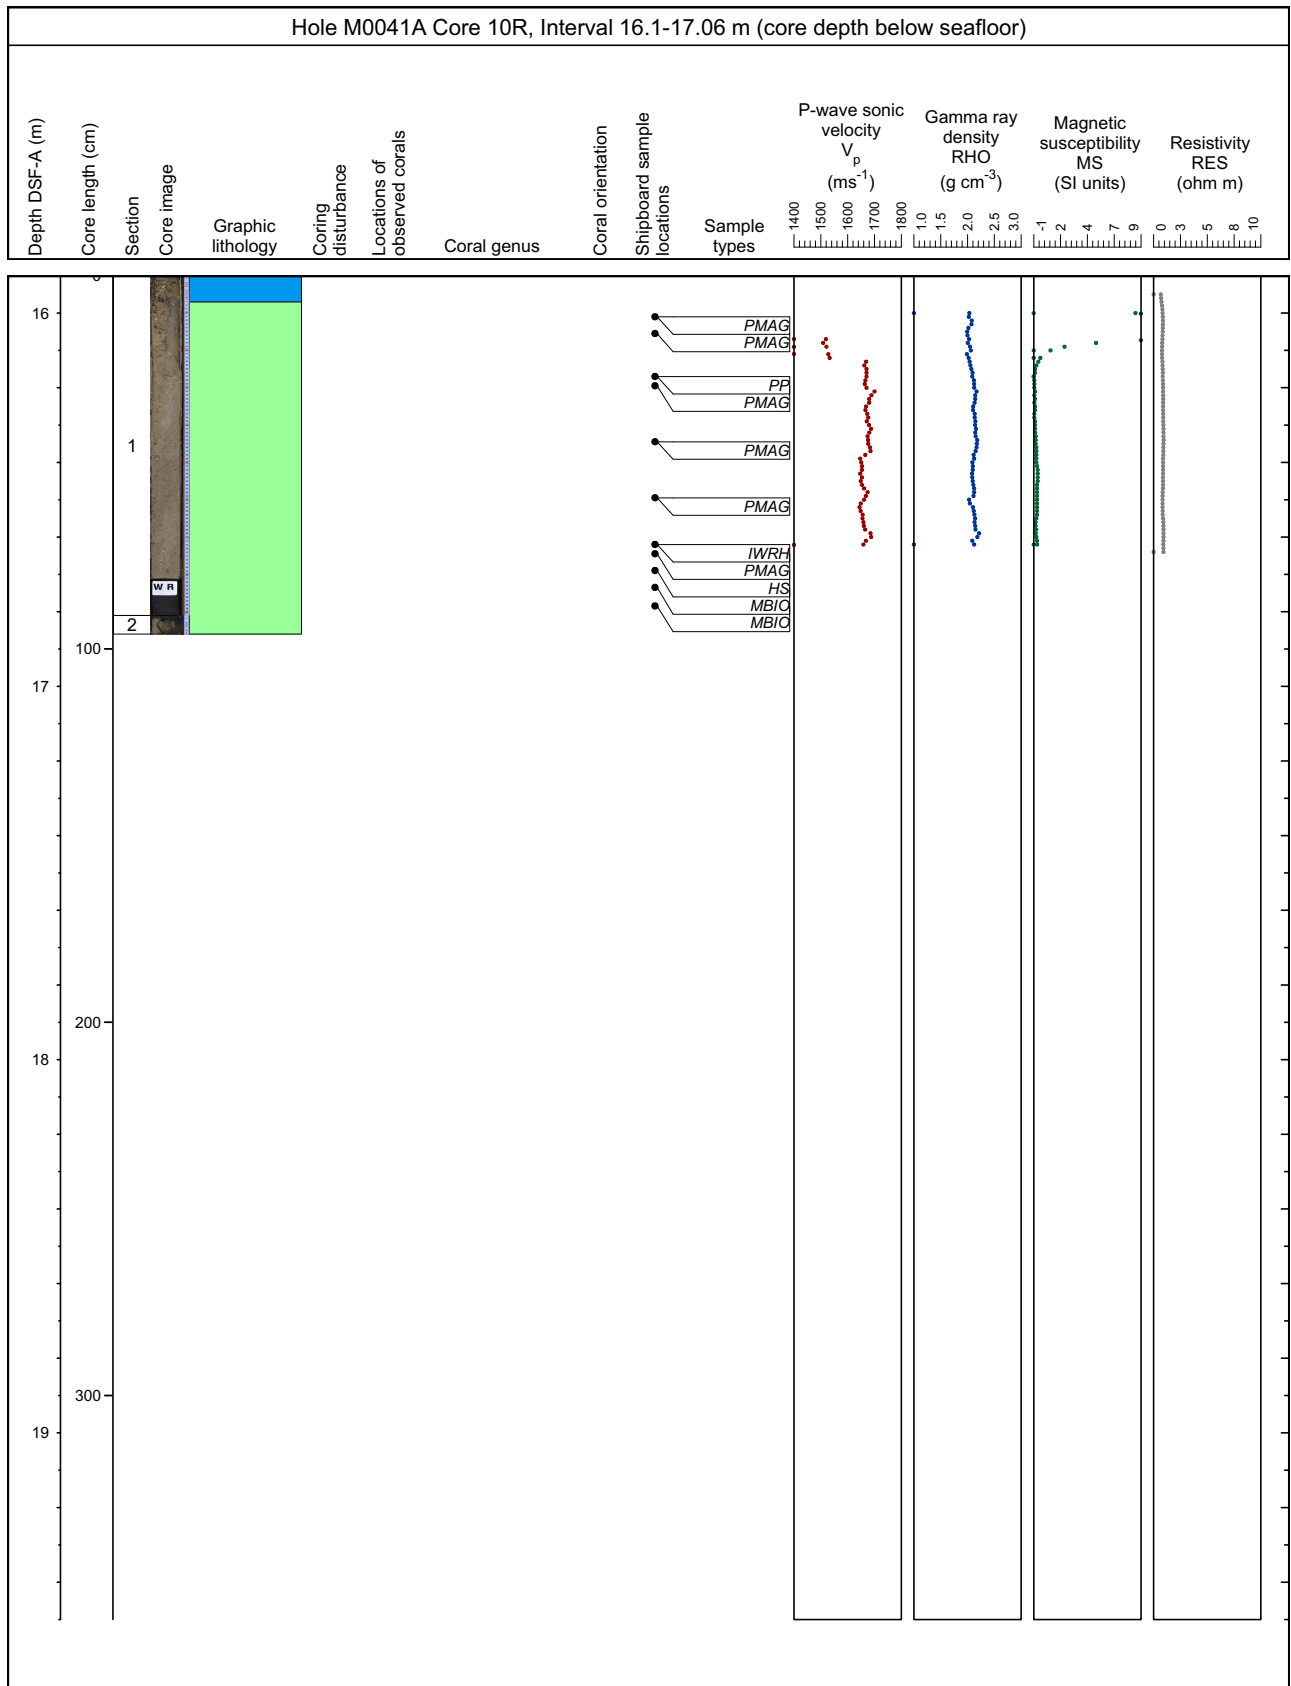 Hole M0041A Core 10R, Interval 16.1-17.06 m (core depth below seafloor)
Depth DSF-A (m)
Core length (cm)
Section
Core image
Graphic
lithology
Coring
disturbance
Locations of
observed corals
Coral genus
Coral orientation
Shipboard sample
locations
Sample
types
P-wave sonic
velocity
Vp
(ms-1)
1400 1500 1600 1700 1800
Gamma ray
density
RHO
(g cm-3)
1.0 1.5 2.0 2.5 3.0
Magnetic
susceptibility
MS
(SI units)
-1 2 4 7 9
Resistivity
RES
(ohm m)
0 3 5 8 10
16
PMAG
PMAG
PP
PMAG
1
PMAG
PMAG
IWRH
PMAG
W R
HS
MBIO
2
MBIO
100
17
200
18
300
19